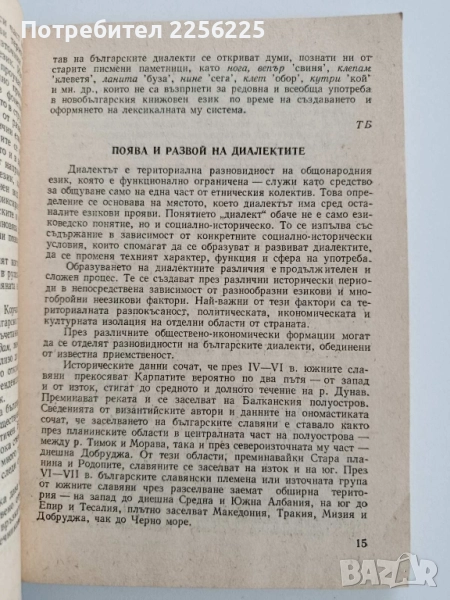 0882525235
тав на българските диалекти се откриват думи, познати ни от
старите писмени паметници, като нога, вепър 'свиня', клепам
'клеветя', ланита 'буза', нине 'сега', клет 'обор', кутри 'кой'
и мн. др., които не са възприети за редовна и всеобща употреба
в новобългарския книжовен език по време на създаването и
оформянето на лексикалната му система.
ТБ
ПОЯВА И РАЗВОЙ НА ДИАЛЕКТИТЕ
Диалектът е териториална разновидност на общонародния
език, която е функционално ограничена — служи като средство
за общуване само на една част от етническия колектив. Това
определение се основава на мястото, което диалектът има сред
останалите езикови прояви. Понятието „диалект" обаче не е само ези-
коведско понятие, но и социално-историческо. То се изпълва със
съдържание в зависимост от конкретните социално-исторически
условия, които спомагат да се образуват и развиват диалектите,
да се променя техният характер, функция и сфера на употреба.
Образуването на диалектните различия е продължителен и
сложен процес. Те се създават през различни исторически перио-
ди в непосредствена зависимост от разнообразни езикови и мно-
гобройни неезикови фактори. Най-важни от тези фактори са те-
риториалната разпокъсаност, политическата, икономическата и
културната изолация на отделни области от страната.
През различните обществено-икономически формации могат
да се отделят разновидности на българските диалекти, обединени
от известна приемственост.
Историческите данни сочат, че през IV—VI в. южните сла-
вяни прекосяват Карпатите вероятно по два пътя — от запад
и от изток, стигат до средното и долното течение на р. Дунав.
Преминават реката и се заселват на Балканския полуостров.
Сведенията от византийските автори и данните на ономастиката
сочат, че заселването на българските славяни е ставало както
през планинските области в централната част на полуострова —
между р. Тимок и Морава, така и през североизточната му част —
днешна Добруджа. От тези области, преминавайки Стара пла-
нина и Родопите, славяните се заселват на изток и на юг. През
VI—VII в. българските славянски племена или източната група
от южните славяни чрез разселване заемат обширна терито-
рия — на запад до днешна Средна и Южна Албания, на юг до
Епир и Тесалия, плътно заселват Македония, Тракия, Мизия и
Добруджа, чак до Черно море.
15
bazar.bg